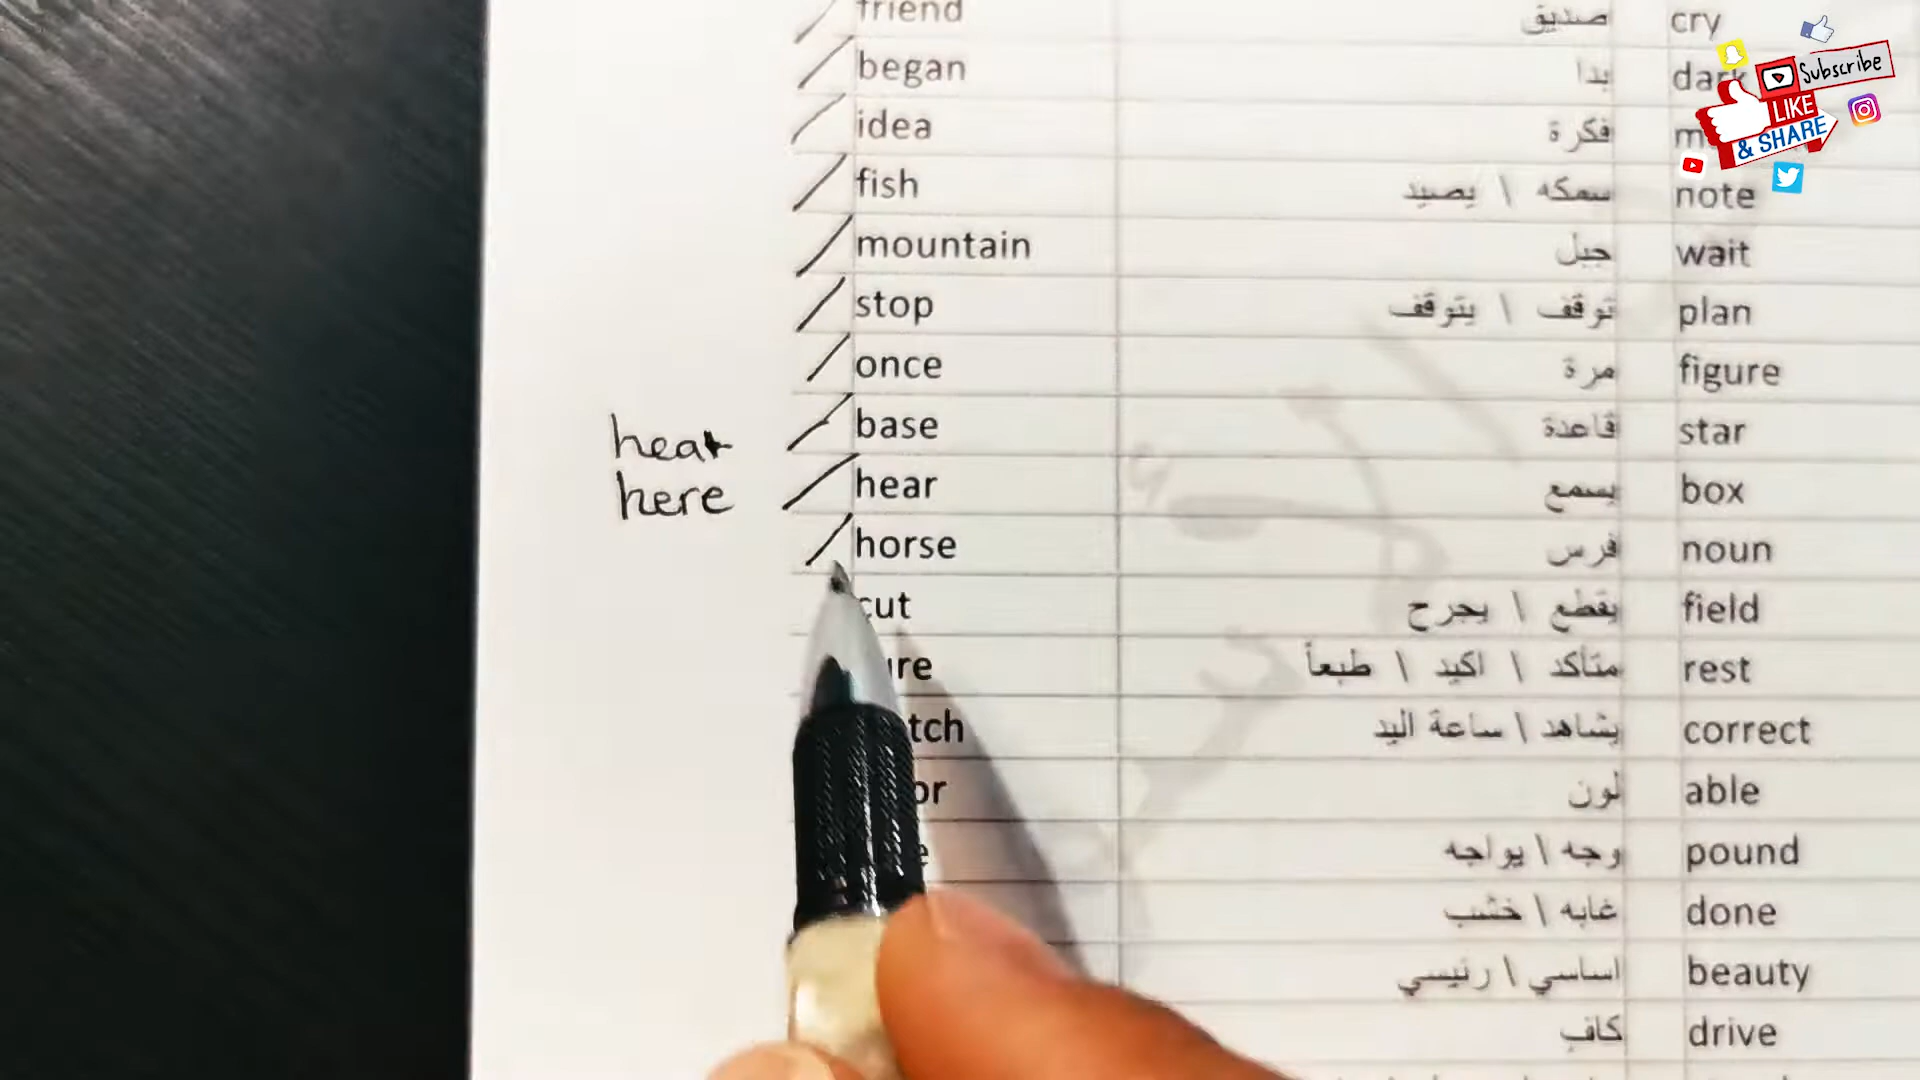 friend صديق cry
began بدا
idea فكرة
fish سمكه \ يصيد note
mountain جبل wait
stop توقف \ يتوقف plan
once مرة figure
base قاعدة star
hear يسمع box
horse فرس noun
cut يقطع \ يجرح field
متأكد \ اكيد \ طبعاً rest
يشاهد \ ساعة اليد correct
لون able
وجه \ يواجه pound
غابه \ خشب done
اساسي \ رئيسي beauty
كافٍ drive
hear
here
Subscribe
LIKE
& SHARE